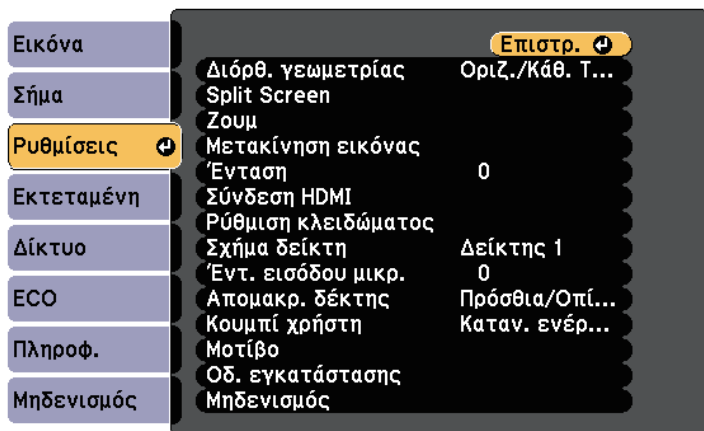 Εικόνα
Σήμα
Ρυθμίσεις
Εκτεταμένη
Δίκτυο
ECO
Πληροφ.
Μηδενισμός
Επιστρ.
Διόρθ. γεωμετρίας Οριζ./Κάθ. Τ...
Split Screen
Ζουμ
Μετακίνηση εικόνας
Ένταση 0
Σύνδεση HDMI
Ρύθμιση κλειδώματος
Σχήμα δείκτη Δείκτης 1
Έντ. εισόδου μικρ. 0
Απομακρ. δέκτης Πρόσθια/Οπί...
Κουμπί χρήστη Καταν. ενέρ...
Μοτίβο
Οδ. εγκατάστασης
Μηδενισμός